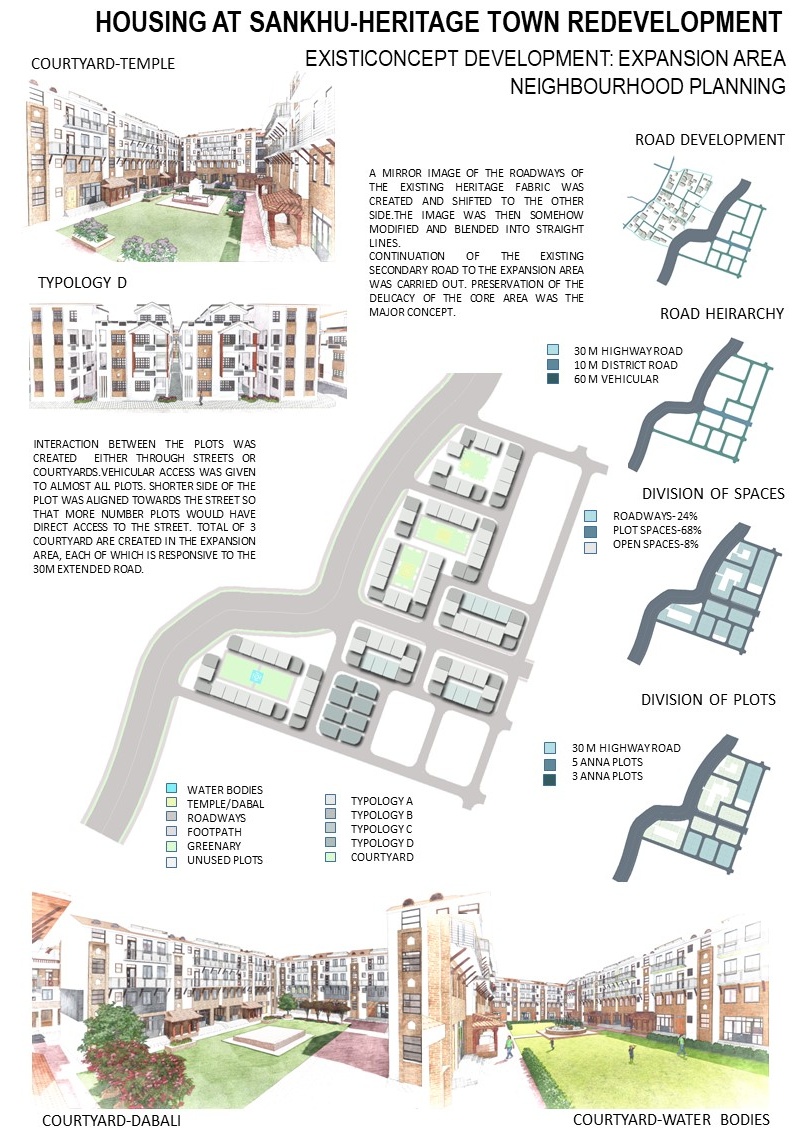 HOUSING AT SANKHU-HERITAGE TOWN REDEVELOPMENT
EXISTICONCEPT DEVELOPMENT: EXPANSION AREA
NEIGHBOURHOOD PLANNING
COURTYARD-TEMPLE
ROAD DEVELOPMENT
A MIRROR IMAGE OF THE ROADWAYS OF
THE EXISTING HERITAGE FABRIC WAS
CREATED AND SHIFTED TO THE OTHER
SIDE.THE IMAGE WAS THEN SOMEHOW
MODIFIED AND BLENDED INTO STRAIGHT
LINES.
CONTINUATION OF THE EXISTING
SECONDARY ROAD TO THE EXPANSION AREA
WAS CARRIED OUT. PRESERVATION OF THE
DELICACY OF THE CORE AREA WAS THE
MAJOR CONCEPT.
TYPOLOGY D
ROAD HEIRARCHY
30 M HIGHWAY ROAD
10 M DISTRICT ROAD
60 M VEHICULAR
INTERACTION BETWEEN THE PLOTS WAS
CREATED EITHER THROUGH STREETS OR
COURTYARDS.VEHICULAR ACCESS WAS GIVEN
TO ALMOST ALL PLOTS. SHORTER SIDE OF THE
PLOT WAS ALIGNED TOWARDS THE STREET SO
THAT MORE NUMBER PLOTS WOULD HAVE
DIRECT ACCESS TO THE STREET. TOTAL OF 3
COURTYARD ARE CREATED IN THE EXPANSION
AREA, EACH OF WHICH IS RESPONSIVE TO THE
30M EXTENDED ROAD.
DIVISION OF SPACES
ROADWAYS-24%
PLOT SPACES-68%
OPEN SPACES-8%
DIVISION OF PLOTS
30 M HIGHWAY ROAD
5 ANNA PLOTS
3 ANNA PLOTS
WATER BODIES
TEMPLE/DABAL
ROADWAYS
FOOTPATH
GREENARY
UNUSED PLOTS
TYPOLOGY A
TYPOLOGY B
TYPOLOGY C
TYPOLOGY D
COURTYARD
COURTYARD-DABALI
COURTYARD-WATER BODIES